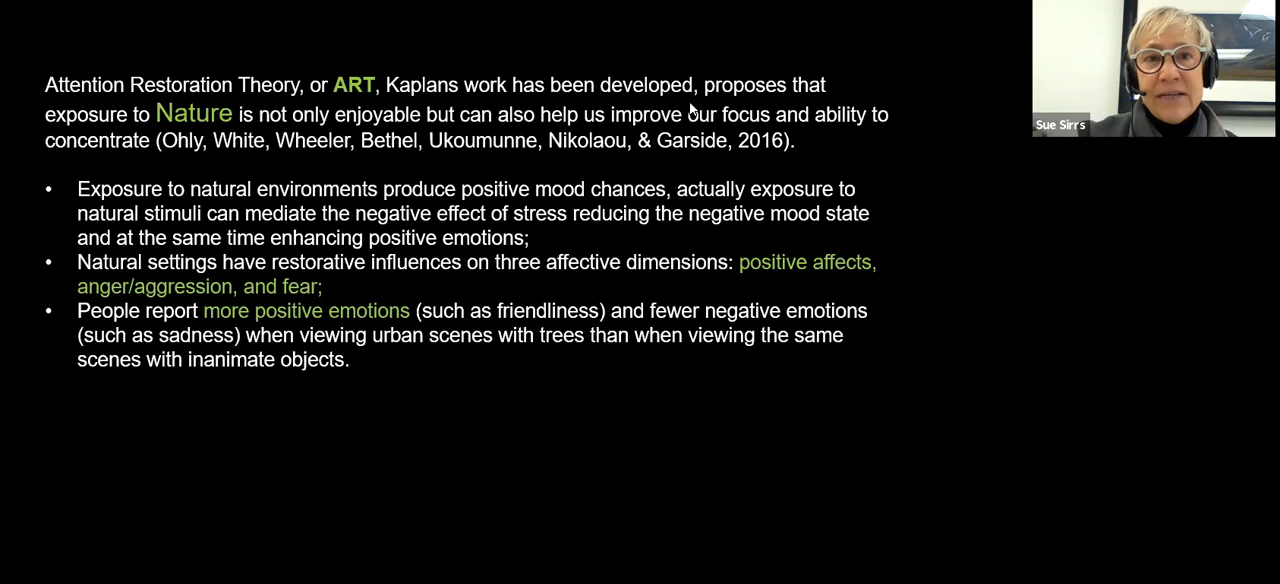 Attention Restoration Theory, or ART, Kaplans work has been developed, proposes that
exposure to Nature is not only enjoyable but can also help us improve our focus and ability to
concentrate (Ohly, White, Wheeler, Bethel, Ukoumunne, Nikolaou, & Garside, 2016).
• Exposure to natural environments produce positive mood chances, actually exposure to
natural stimuli can mediate the negative effect of stress reducing the negative mood state
and at the same time enhancing positive emotions;
• Natural settings have restorative influences on three affective dimensions: positive affects,
anger/aggression, and fear;
• People report more positive emotions (such as friendliness) and fewer negative emotions
(such as sadness) when viewing urban scenes with trees than when viewing the same
scenes with inanimate objects.
Sue Sirrs